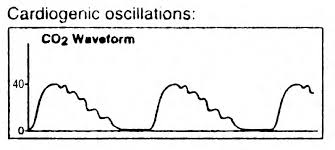 Cardiogenic oscillations:
CO₂ Waveform
40
0